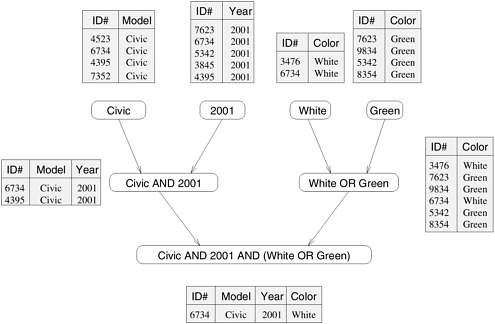 ID# Model
4523 Civic
6734 Civic
4395 Civic
7352 Civic
ID# Year
7623 2001
6734 2001
5342 2001
3845 2001
4395 2001
ID# Color
3476 White
6734 White
ID# Color
7623 Green
9834 Green
5342 Green
8354 Green
Civic
2001
White
Green
ID# Model Year
6734 Civic 2001
4395 Civic 2001
Civic AND 2001
White OR Green
ID# Color
3476 White
7623 Green
9834 Green
6734 White
5342 Green
8354 Green
Civic AND 2001 AND (White OR Green)
ID# Model Year Color
6734 Civic 2001 White